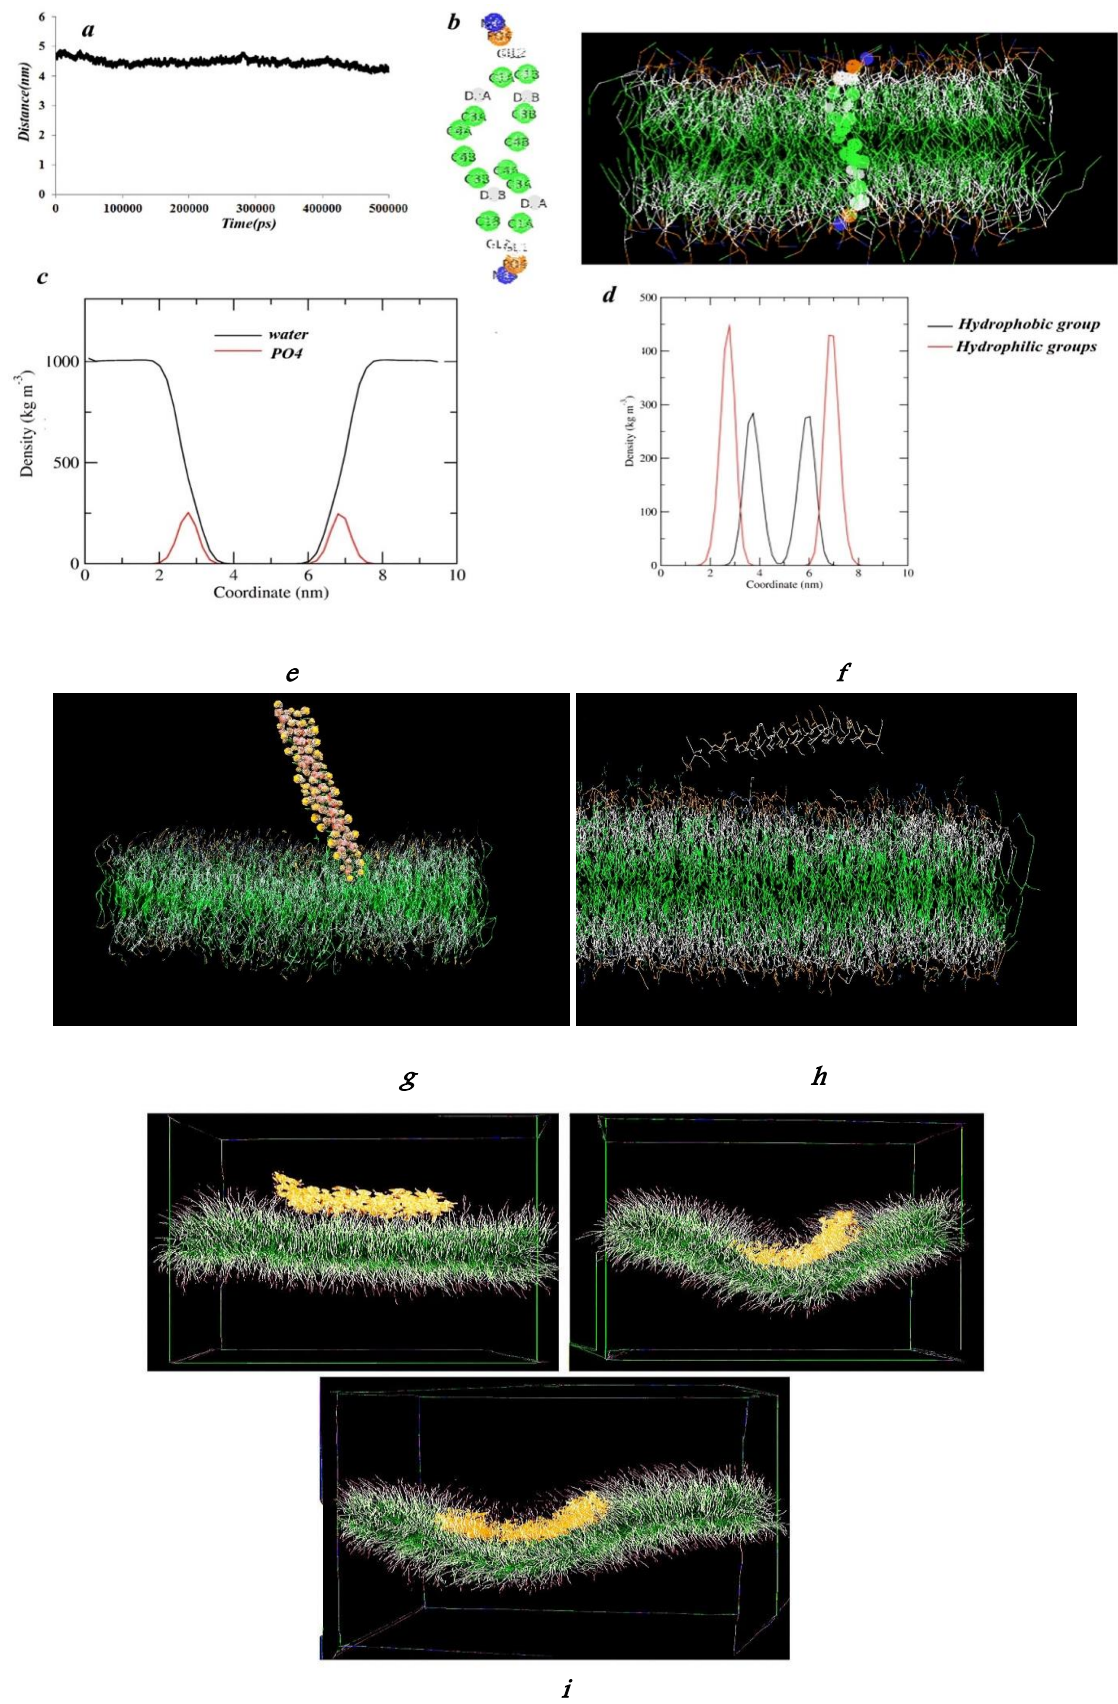 a
6
5
4
3
2
1
0
Distance(nm)
0 100000 200000 300000 400000 500000
Time(ps)
b
C3B
C3A
C4A
C4B
C4B
C3B
C3A
C1B C1A
c
water
PO4
1000
500
0
Density (kg m-3)
0 2 4 6 8 10
Coordinate (nm)
d
500
400
300
200
100
0
Density (kg m-3)
0 2 4 6 8 10
Coordinate (nm)
Hydrophobic group
Hydrophilic groups
e f
g h
i